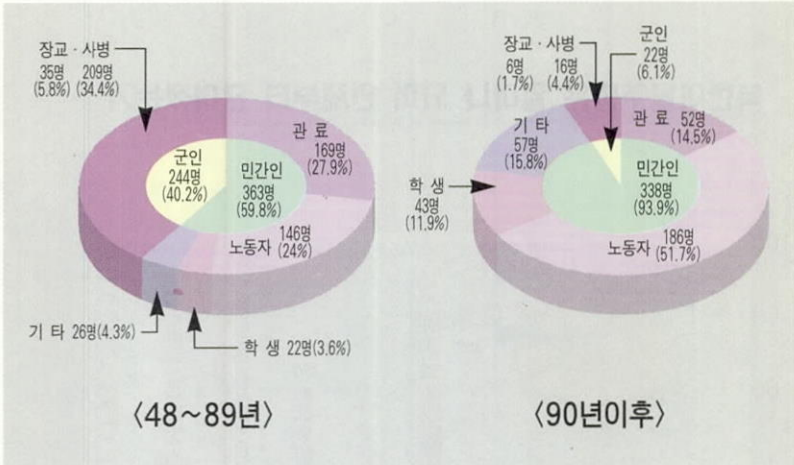 장교 · 사병
35명 209명
(5.8%) (34.4%)
관 료
169명
(27.9%)
군인
244명
(40.2%)
민간인
363명
(59.8%)
146명
노동자 (24%)
기 타 26명(4.3%)
학 생 22명(3.6%)
〈48～89년〉
군인
22명
(6.1%)
장교 · 사병
6명 16명
(1.7%) (4.4%)
관 료 52명
(14.5%)
기 타
57명
(15.8%)
민간인
338명
(93.9%)
학 생
43명
(11.9%)
186명
노동자 (51.7%)
〈90년이후〉